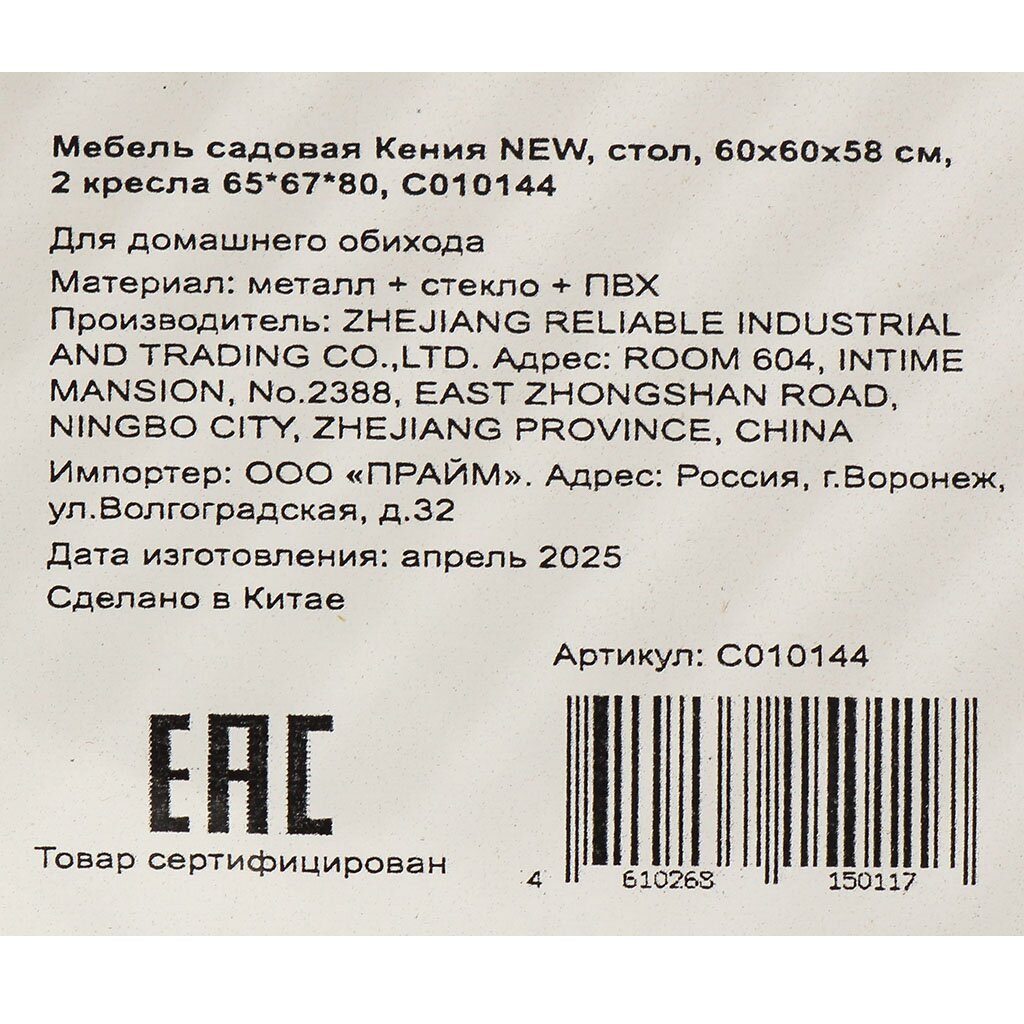 Мебель садовая Кения NEW, стол, 60х60х58 см,
2 кресла 65*67*80, С010144
Для домашнего обихода
Материал: металл + стекло + ПВХ
Производитель: ZHEJIANG RELIABLE INDUSTRIAL
AND TRADING CO.,LTD. Адрес: ROOM 604, INTIME
MANSION, No.2388, EAST ZHONGSHAN ROAD,
NINGBO CITY, ZHEJIANG PROVINCE, CHINA
Импортер: ООО «ПРАЙМ». Адрес: Россия, г.Воронеж,
ул.Волгоградская, д.32
Дата изготовления: апрель 2025
Сделано в Китае
Артикул: С010144
EAC
Товар сертифицирован
4 610268 150117